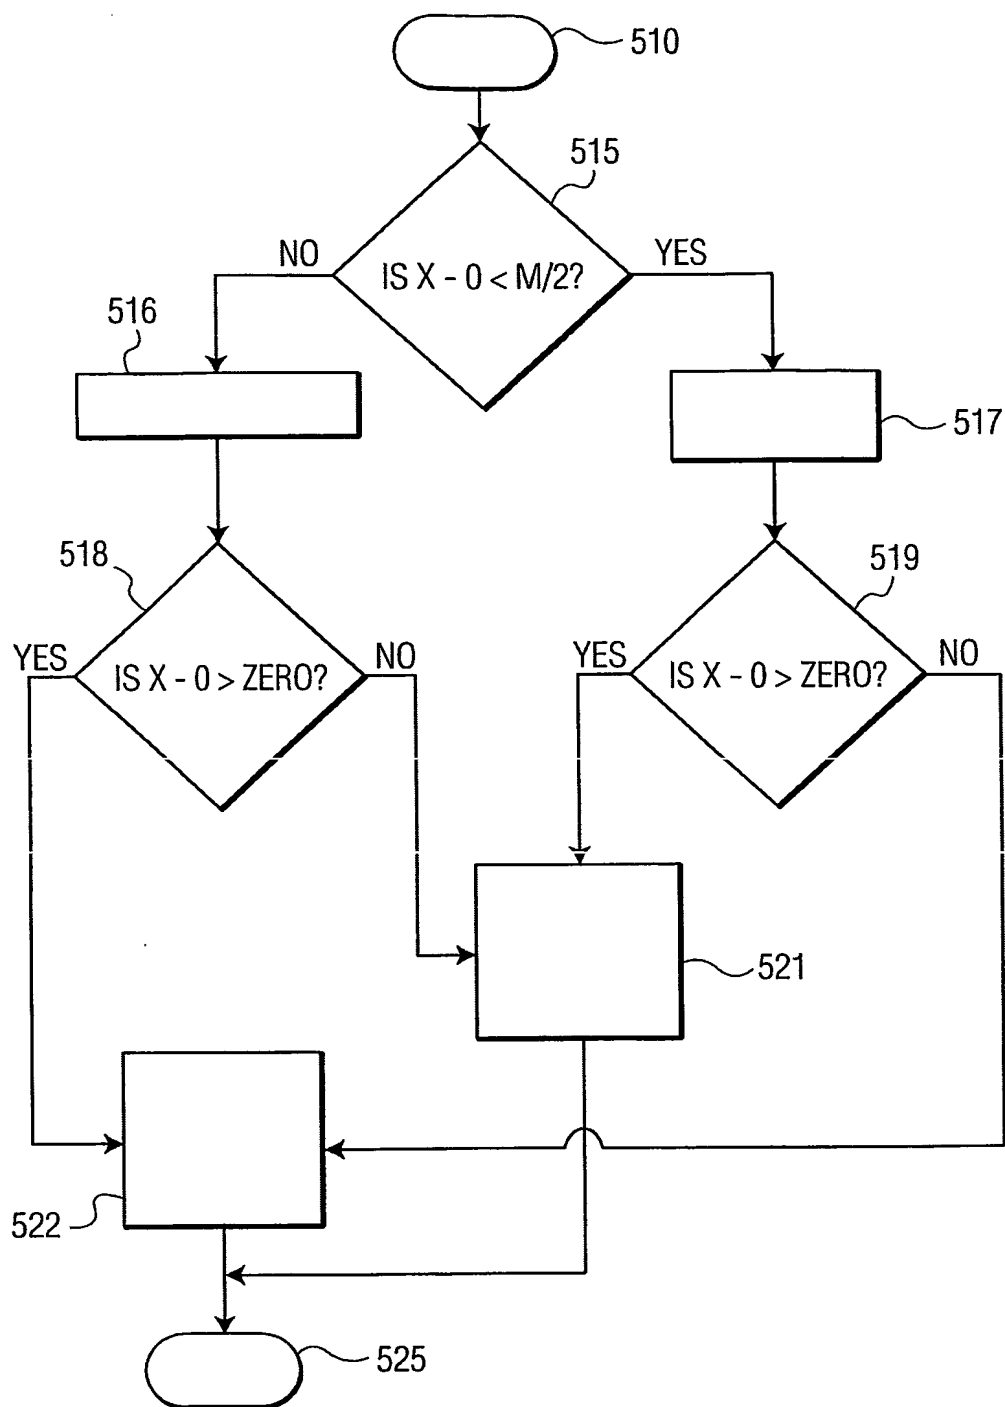 510
515
NO
YES
IS X - 0 < M/2?
516
517
518
519
YES
NO
YES
NO
IS X - 0 > ZERO?
IS X - 0 > ZERO?
521
522
525